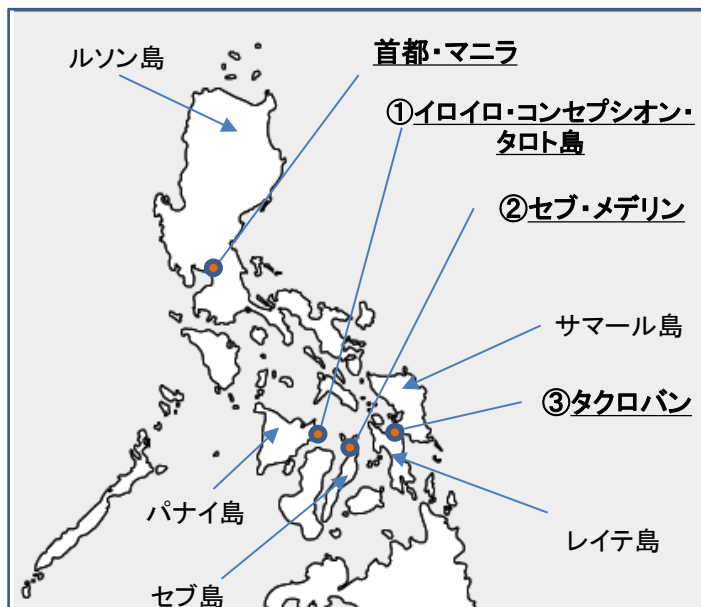 ルソン島
首都・マニラ
①イロイロ・コンセプシオン・
タロト島
②セブ・メデリン
サマール島
③タクロバン
パナイ島
レイテ島
セブ島